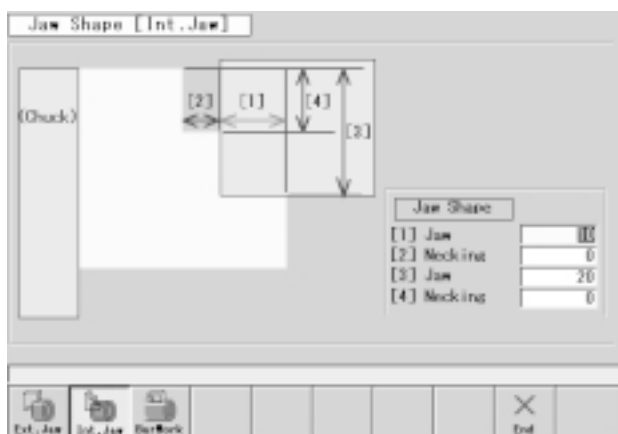 Jaw Shape [Int.Jaw]
(Chuck)
[2] [1] [4]
[3]
Jaw Shape
[1] Jaw
[2] Necking 0
[3] Jaw 20
[4] Necking 0
Ext.Jaw Int.Jaw BarWork End